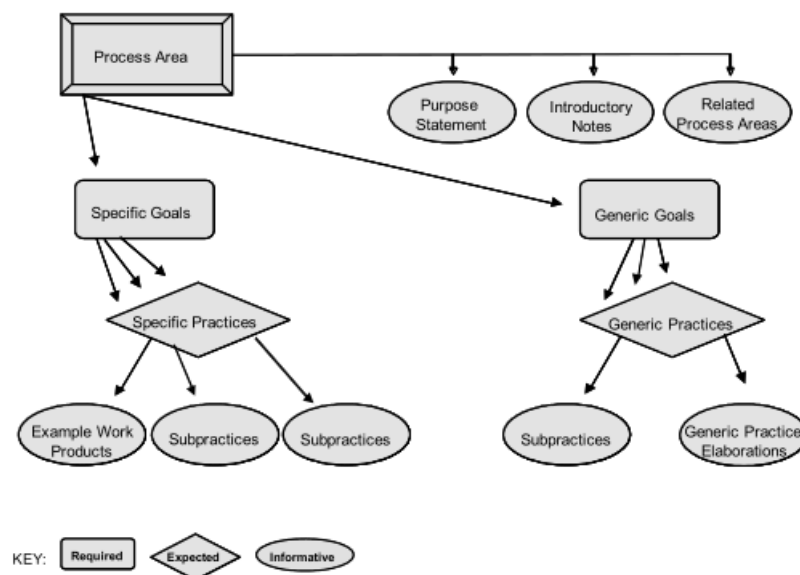 Process Area
Purpose
Statement
Introductory
Notes
Related
Process Areas
Specific Goals
Generic Goals
Specific Practices
Generic Practices
Example Work
Products
Subpractices
Subpractices
Subpractices
Generic Practice
Elaborations
KEY:
Required
Expected
Informative